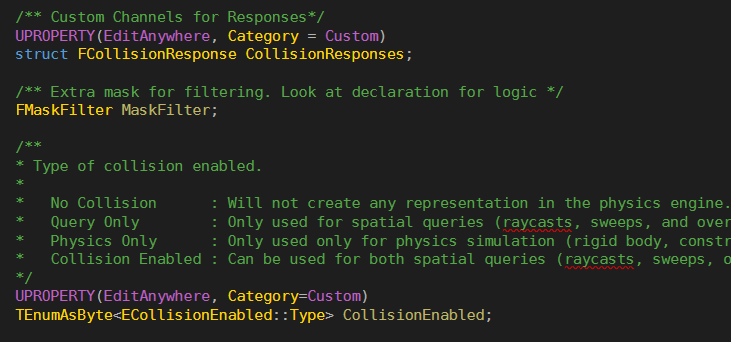 /** Custom Channels for Responses*/
UPROPERTY(EditAnywhere, Category = Custom)
struct FCollisionResponse CollisionResponses;
/** Extra mask for filtering. Look at declaration for logic */
FMaskFilter MaskFilter;
/**
* Type of collision enabled.
*
*   No Collision      : Will not create any representation in the physics engine.
*   Query Only        : Only used for spatial queries (raycasts, sweeps, and over
*   Physics Only      : Only used only for physics simulation (rigid body, constr
*   Collision Enabled : Can be used for both spatial queries (raycasts, sweeps, o
*/
UPROPERTY(EditAnywhere, Category=Custom)
TEnumAsByte<ECollisionEnabled::Type> CollisionEnabled;